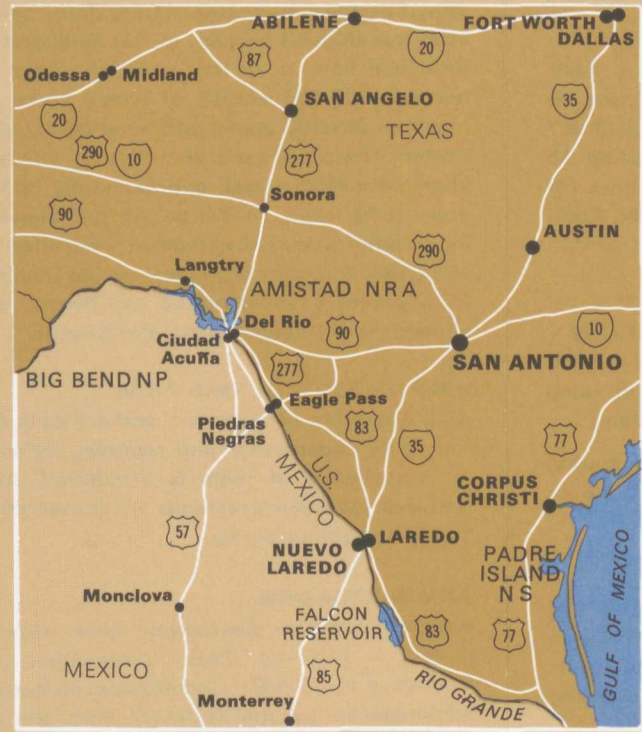 ABILENE
FORT WORTH
DALLAS
87
20
Odessa
Midland
35
SAN ANGELO
20
TEXAS
290
10
277
Sonora
90
AUSTIN
290
Langtry
AMISTAD NRA
Del Rio
10
Ciudad
Acuña
90
SAN ANTONIO
277
BIG BEND NP
Eagle Pass
Piedras
Negras
83
77
35
U.S.
MEXICO
CORPUS
CHRISTI
57
LAREDO
NUEVO
LAREDO
PADRE
ISLAND
N S
Monclova
FALCON
RESERVOIR
83
77
GULF OF MEXICO
MEXICO
85
RIO GRANDE
Monterrey